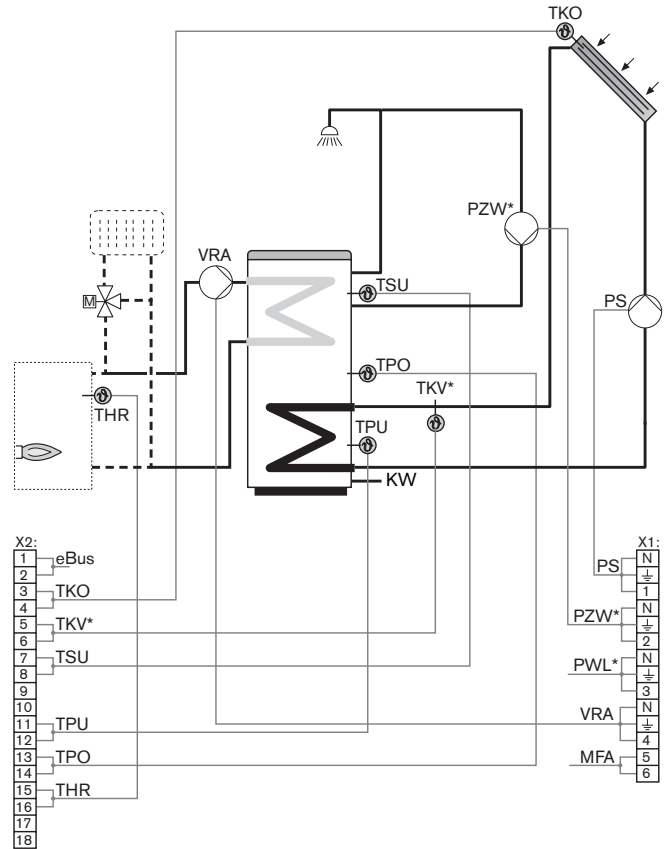 TKO
PZW*
VRA
TSU
PS
M
TPO
TKV*
THR
TPU
KW
X2:
1
2
3
4
5
6
7
8
9
10
11
12
13
14
15
16
17
18
eBus
TKO
TKV*
TSU
TPU
TPO
THR
X1:
PS
N
1
PZW*
N
2
PWL*
N
3
VRA
N
4
MFA
5
6